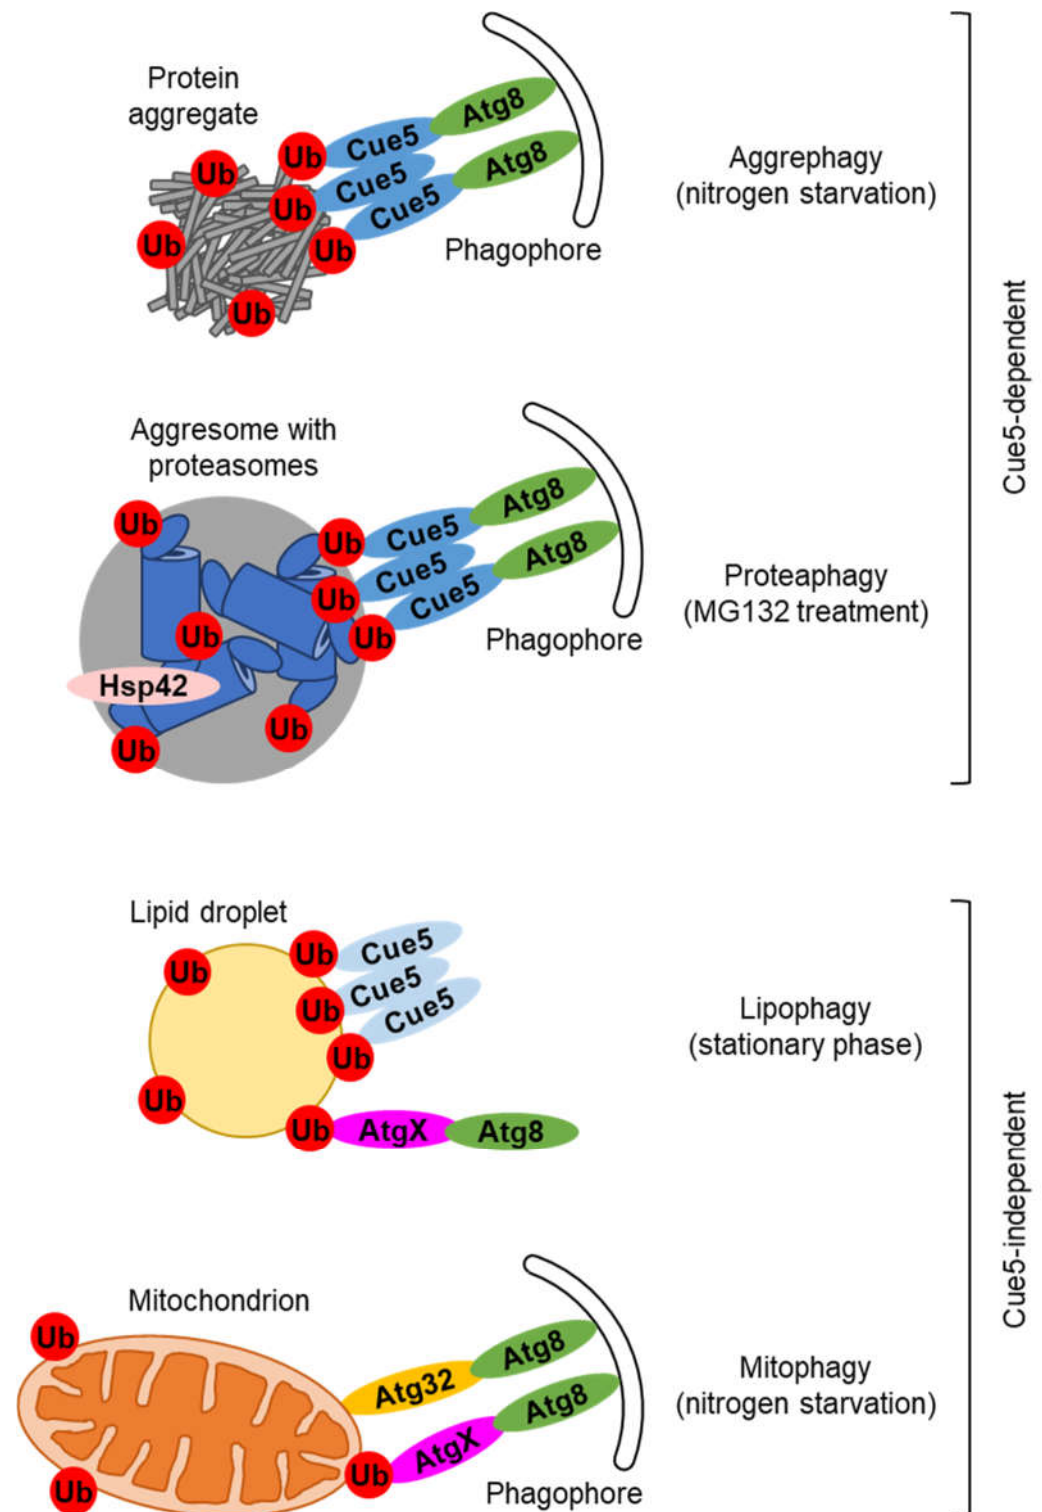 Protein
aggregate
Ub
Ub
Ub
Ub
Ub
Ub
Cue5
Cue5
Cue5
Atg8
Atg8
Phagophore
Aggrephagy
(nitrogen starvation)
Cue5-dependent
Aggresome with
proteasomes
Ub
Ub
Ub
Ub
Ub
Ub
Ub
Hsp42
Cue5
Cue5
Cue5
Atg8
Atg8
Phagophore
Proteaphagy
(MG132 treatment)
Lipid droplet
Ub
Ub
Ub
Ub
Ub
Ub
Cue5
Cue5
Cue5
AtgX
Atg8
Lipophagy
(stationary phase)
Cue5-independent
Mitochondrion
Ub
Ub
Ub
Atg32
Atg8
AtgX
Atg8
Phagophore
Mitophagy
(nitrogen starvation)